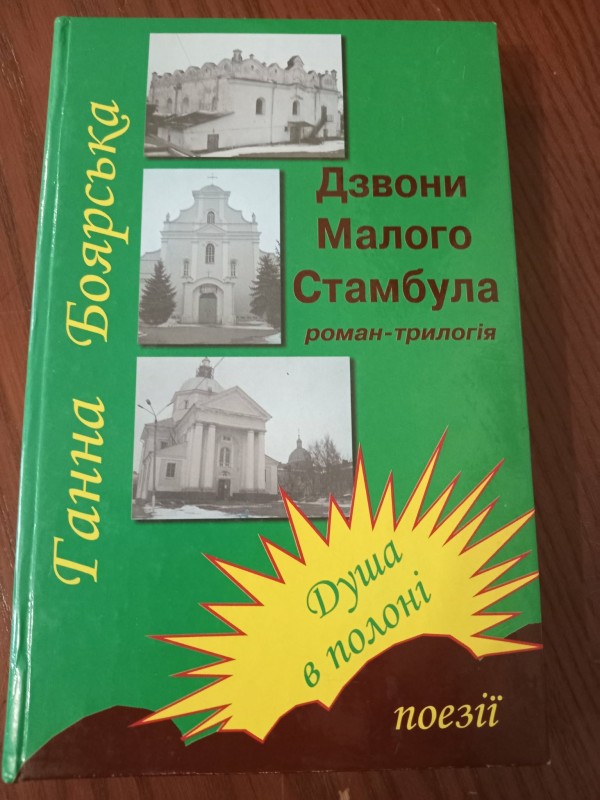 Ганна Боярська
Дзвони
Малого
Стамбула
роман-трилогія
Душа
в полоні
поезії